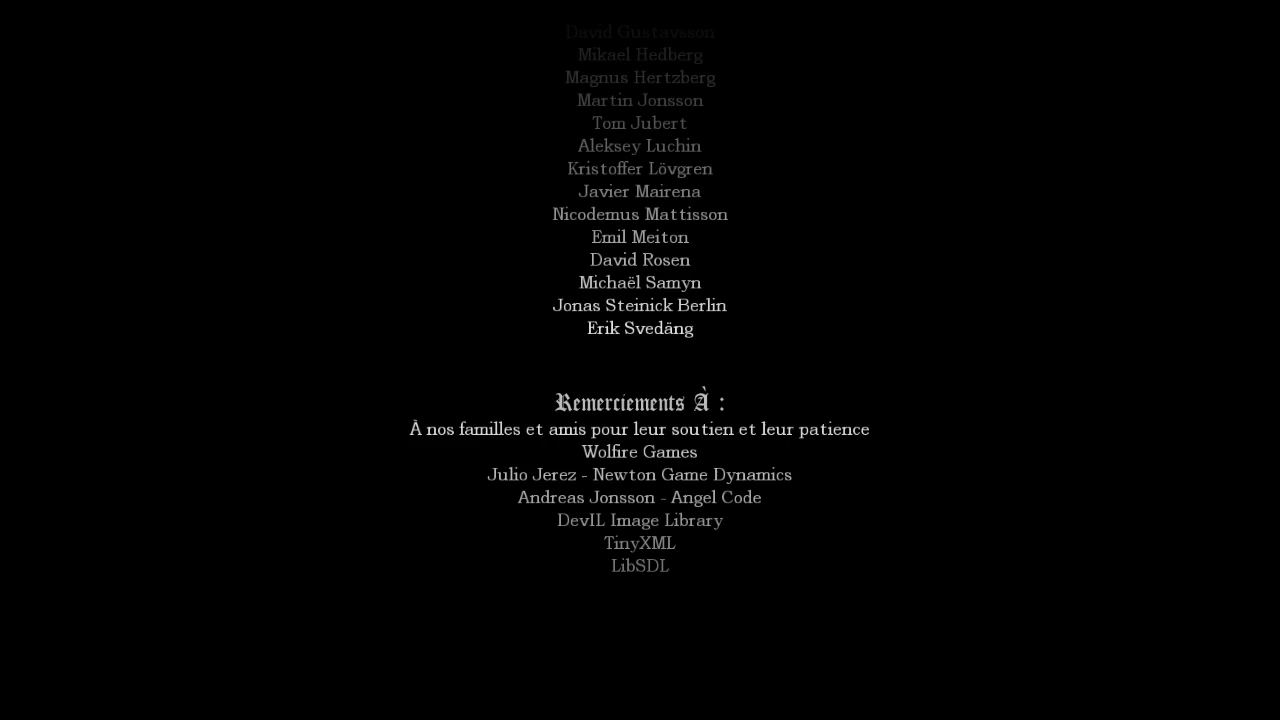 David Gustavsson
Mikael Hedberg
Magnus Hertzberg
Martin Jonsson
Tom Jubert
Aleksey Luchin
Kristoffer Lövgren
Javier Mairena
Nicodemus Mattisson
Emil Meiton
David Rosen
Michaël Samyn
Jonas Steinick Berlin
Erik Svedäng
Remerciements À :
À nos familles et amis pour leur soutien et leur patience
Wolfire Games
Julio Jerez - Newton Game Dynamics
Andreas Jonsson - Angel Code
DevIL Image Library
TinyXML
LibSDL